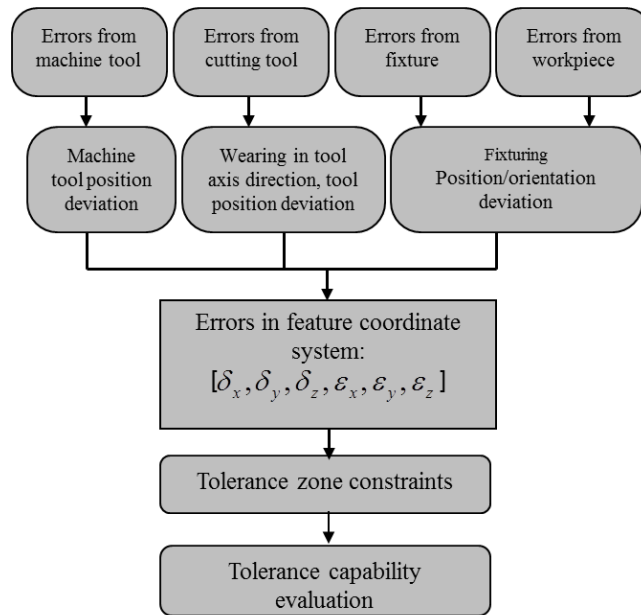 Errors from
machine tool
Errors from
cutting tool
Errors from
fixture
Errors from
workpiece
Machine
tool position
deviation
Wearing in tool
axis direction, tool
position deviation
Fixturing
Position/orientation
deviation
Errors in feature coordinate
system:
[δx, δy, δz, εx, εy, εz]
Tolerance zone constraints
Tolerance capability
evaluation